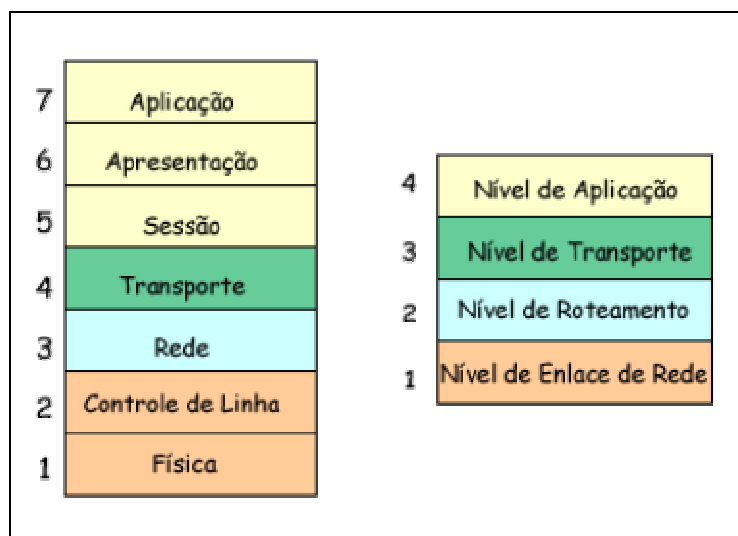 7 Aplicação
6 Apresentação
5 Sessão
4 Transporte
3 Rede
2 Controle de Linha
1 Física
4 Nível de Aplicação
3 Nível de Transporte
2 Nível de Roteamento
1 Nível de Enlace de Rede